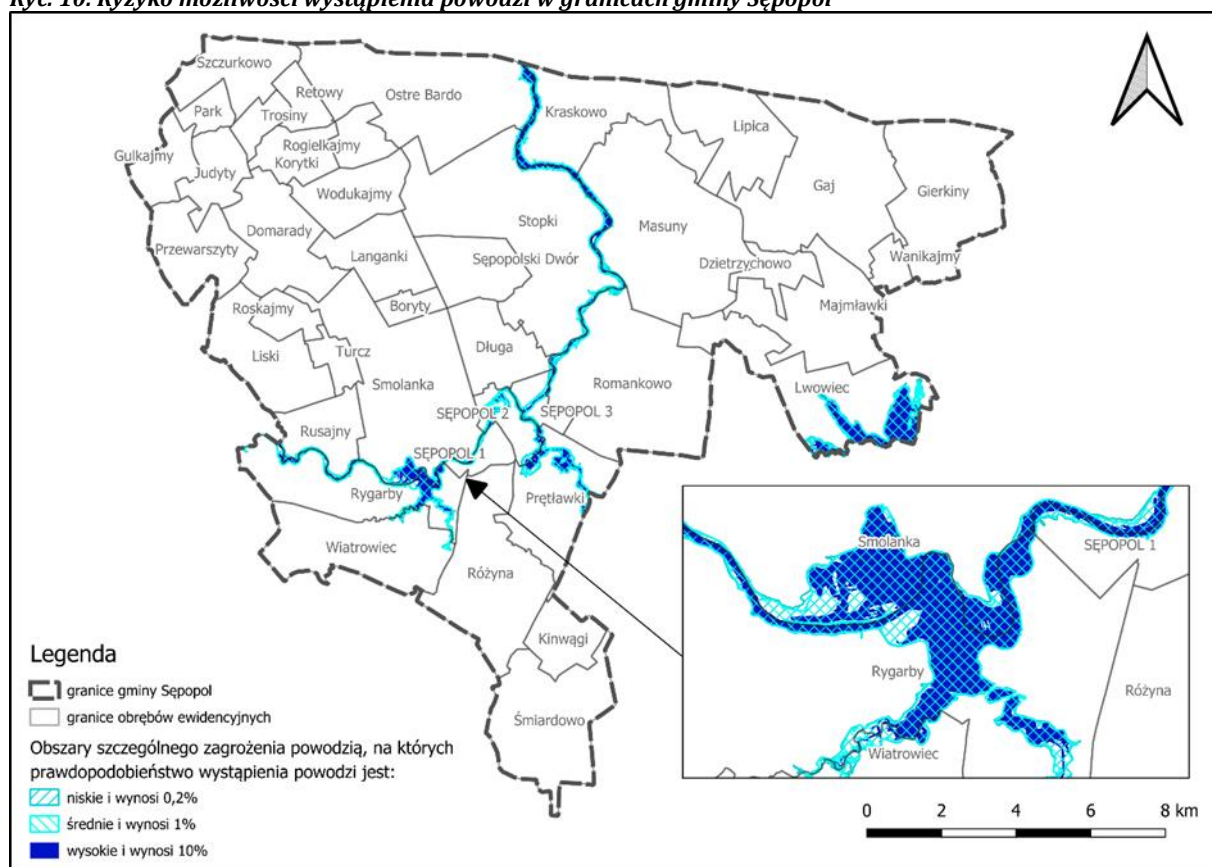 Ryc. 10. Ryzyko możliwości wystąpienia powodzi w granicach gminy Sępopol
Szczurkowo
Retowy
Ostre Bardo
Park
Trosiny
Kraskowo
Lipica
Rogielkajmy
Gulkajmy
Korytki
Judyty
Wodukajmy
Gaj
Gierkiny
Domarady
Stopki
Masuny
Przewarszyty
Langanki
Sępopolski Dwór
Dzietrzychowo
Wanikajmy
Roskajmy
Boryty
Majmławki
Liski
Turcz
Długa
Smolanka
Romankowo
Lwowiec
SĘPOPOL 2
SĘPOPOL 3
Rusajny
SĘPOPOL 1
Rygarby
Prętławki
Wiatrowiec
Różyna
Kinwągi
Śmiardowo
Smolanka
SĘPOPOL 1
Rygarby
Różyna
Wiatrowiec
Legenda
granice gminy Sępopol
granice obrębów ewidencyjnych
Obszary szczególnego zagrożenia powodzią, na których
prawdopodobieństwo wystąpienia powodzi jest:
niskie i wynosi 0,2%
średnie i wynosi 1%
wysokie i wynosi 10%
0 2 4 6 8 km